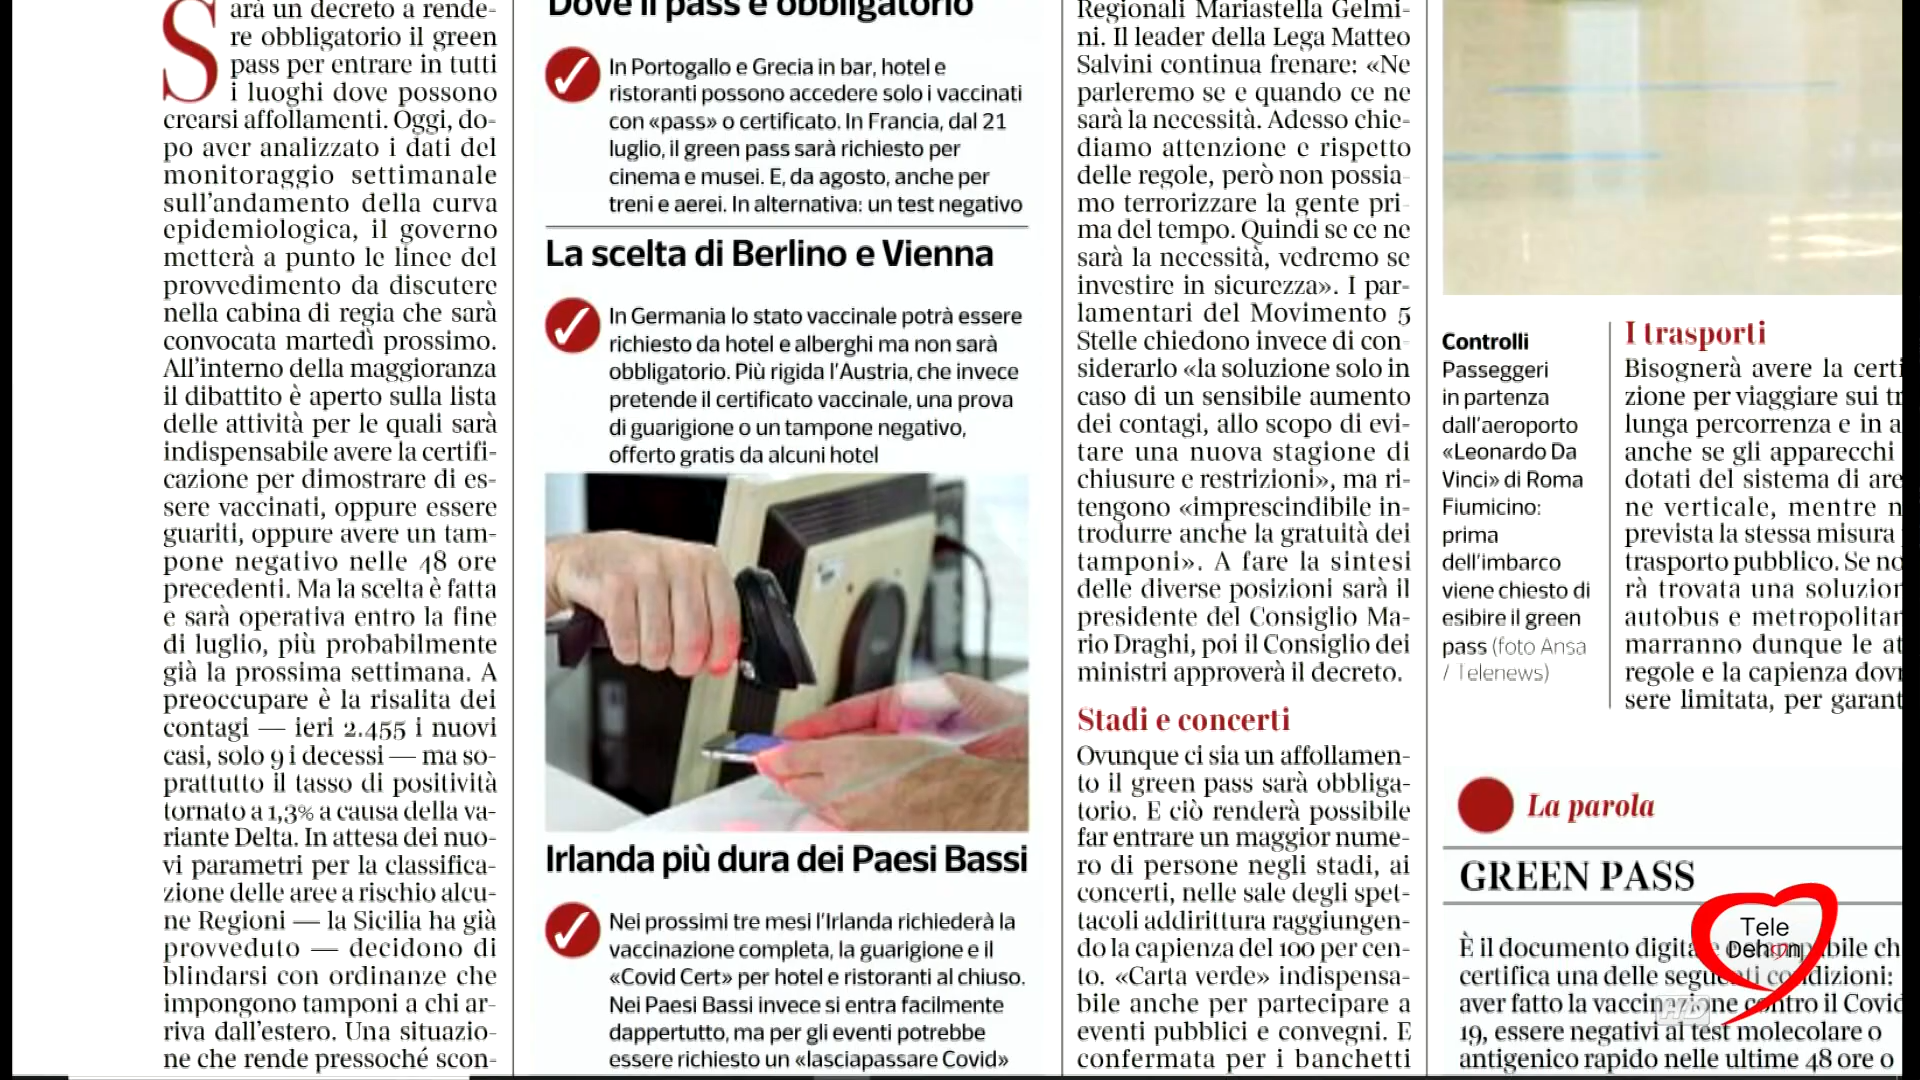 Sarà un decreto a rende-
re obbligatorio il green
pass per entrare in tutti
i luoghi dove possono
crearsi affollamenti. Oggi, do-
po aver analizzato i dati del
monitoraggio settimanale
sull'andamento della curva
epidemiologica, il governo
metterà a punto le linee del
provvedimento da discutere
nella cabina di regia che sarà
convocata martedì prossimo.
All'interno della maggioranza
il dibattito è aperto sulla lista
delle attività per le quali sarà
indispensabile avere la certifi-
cazione per dimostrare di es-
sere vaccinati, oppure essere
guariti, oppure avere un tam-
pone negativo nelle 48 ore
precedenti. Ma la scelta è fatta
e sarà operativa entro la fine
di luglio, più probabilmente
già la prossima settimana. A
preoccupare è la risalita dei
contagi — ieri 2.455 i nuovi
casi, solo 9 i decessi — ma so-
prattutto il tasso di positività
tornato a 1,3% a causa della va-
riante Delta. In attesa dei nuo-
vi parametri per la classifica-
zione delle aree a rischio alcu-
ne Regioni — la Sicilia ha già
provveduto — decidono di
blindarsi con ordinanze che
impongono tamponi a chi ar-
riva dall'estero. Una situazio-
ne che rende pressoché scon-
Dove il pass è obbligatorio
In Portogallo e Grecia in bar, hotel e
ristoranti possono accedere solo i vaccinati
con «pass» o certificato. In Francia, dal 21
luglio, il green pass sarà richiesto per
cinema e musei. E, da agosto, anche per
treni e aerei. In alternativa: un test negativo
La scelta di Berlino e Vienna
In Germania lo stato vaccinale potrà essere
richiesto da hotel e alberghi ma non sarà
obbligatorio. Più rigida l'Austria, che invece
pretende il certificato vaccinale, una prova
di guarigione o un tampone negativo,
offerto gratis da alcuni hotel
Irlanda più dura dei Paesi Bassi
Nei prossimi tre mesi l'Irlanda richiederà la
vaccinazione completa, la guarigione e il
«Covid Cert» per hotel e ristoranti al chiuso.
Nei Paesi Bassi invece si entra facilmente
dappertutto, ma per gli eventi potrebbe
essere richiesto un «lasciapassare Covid»
Regionali Mariastella Gelmi-
ni. Il leader della Lega Matteo
Salvini continua frenare: «Ne
parleremo se e quando ce ne
sarà la necessità. Adesso chie-
diamo attenzione e rispetto
delle regole, però non possia-
mo terrorizzare la gente pri-
ma del tempo. Quindi se ce ne
sarà la necessità, vedremo se
investire in sicurezza». I par-
lamentari del Movimento 5
Stelle chiedono invece di con-
siderarlo «la soluzione solo in
caso di un sensibile aumento
dei contagi, allo scopo di evi-
tare una nuova stagione di
chiusure e restrizioni», ma ri-
tengono «imprescindibile in-
trodurre anche la gratuità dei
tamponi». A fare la sintesi
delle diverse posizioni sarà il
presidente del Consiglio Ma-
rio Draghi, poi il Consiglio dei
ministri approverà il decreto.
Stadi e concerti
Ovunque ci sia un affollamen-
to il green pass sarà obbliga-
torio. E ciò renderà possibile
far entrare un maggior nume-
ro di persone negli stadi, ai
concerti, nelle sale degli spet-
tacoli addirittura raggiungen-
do la capienza del 100 per cen-
to. «Carta verde» indispensa-
bile anche per partecipare a
eventi pubblici e convegni. E
confermata per i banchetti
Controlli
Passeggeri
in partenza
dall'aeroporto
«Leonardo Da
Vinci» di Roma
Fiumicino:
prima
dell'imbarco
viene chiesto di
esibire il green
pass (foto Ansa
/ Telenews)
I trasporti
Bisognerà avere la certi
zione per viaggiare sui tr
lunga percorrenza e in a
anche se gli apparecchi
dotati del sistema di are
ne verticale, mentre n
prevista la stessa misura
trasporto pubblico. Se no
rà trovata una soluzion
autobus e metropolitan
marranno dunque le at
regole e la capienza dovr
sere limitata, per garant
La parola
GREEN PASS
È il documento digitale e stampabile ch
certifica una delle seguenti condizioni:
aver fatto la vaccinazione contro il Covid
19, essere negativi al test molecolare o
antigenico rapido nelle ultime 48 ore o
Tele
Dehon
HD